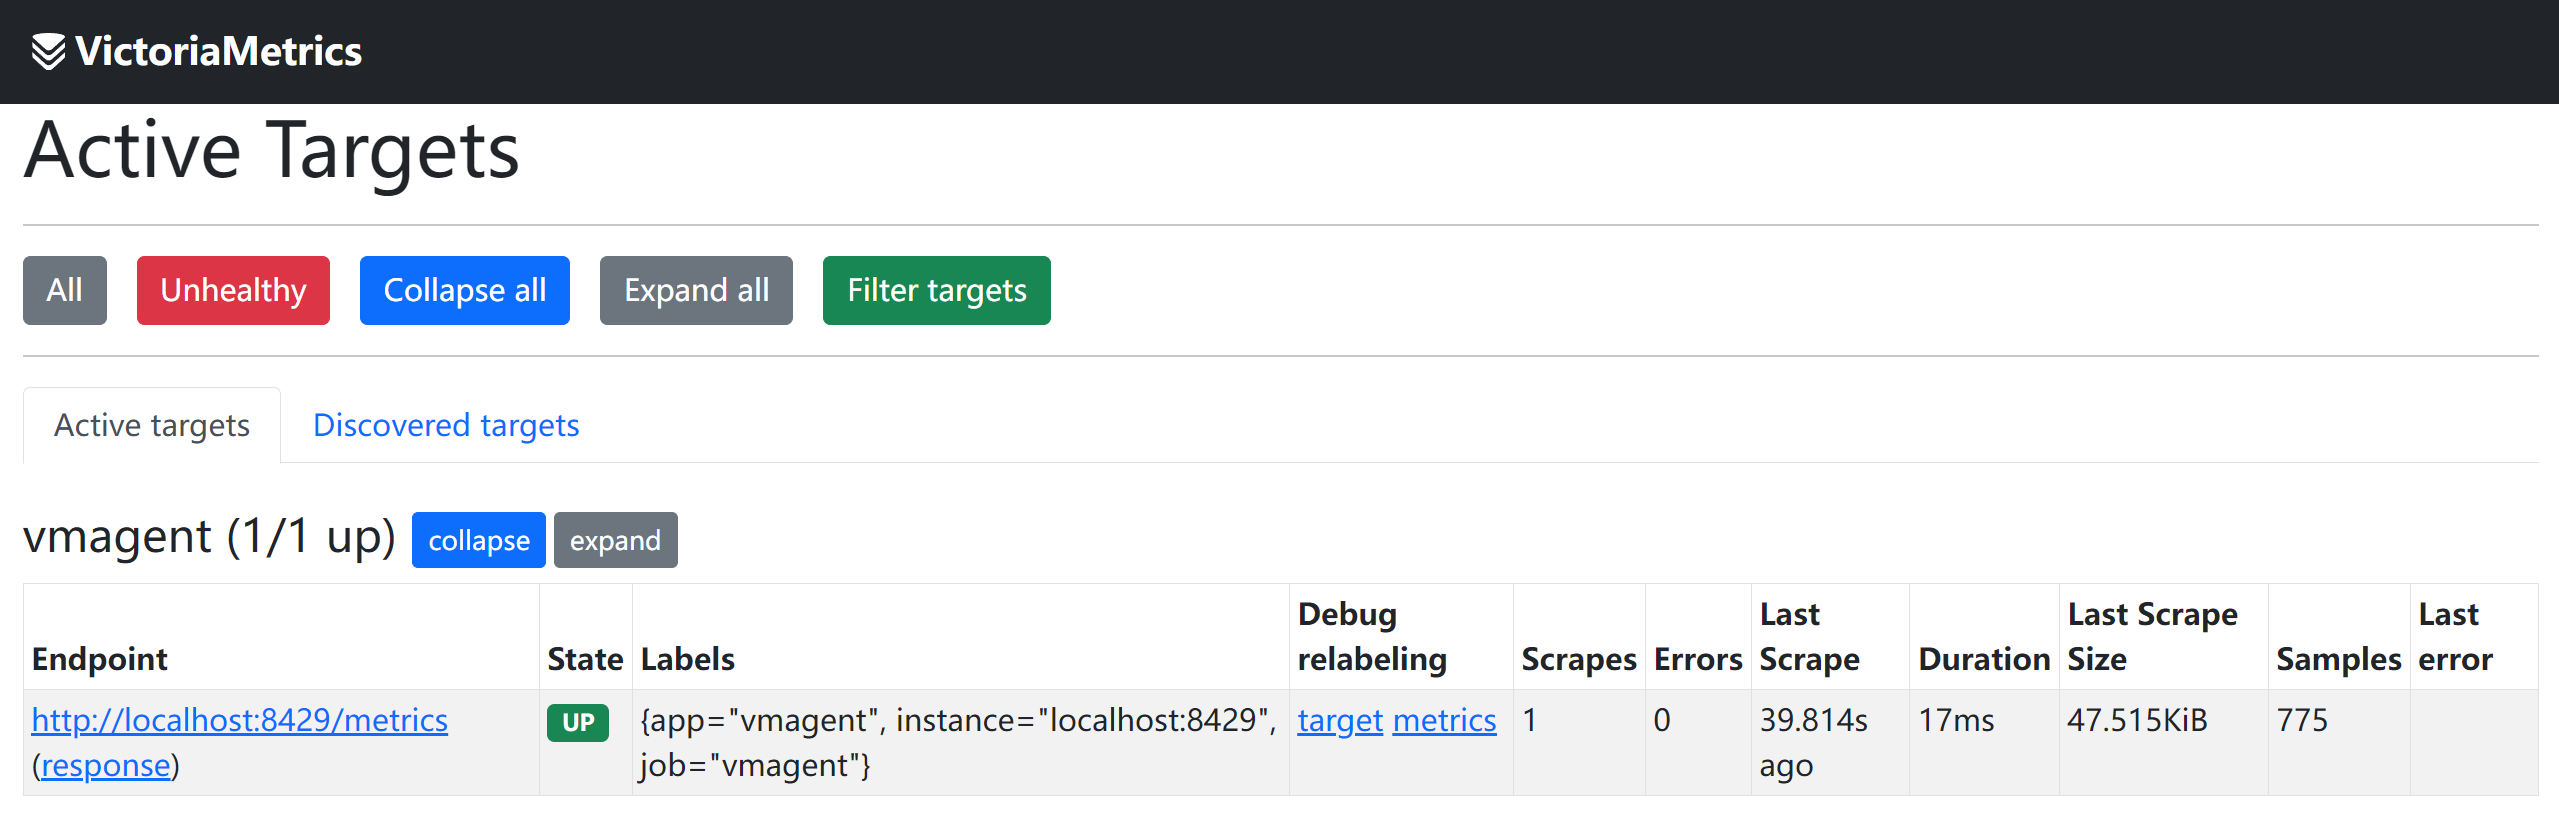 VictoriaMetrics
Active Targets
All Unhealthy Collapse all Expand all Filter targets
Active targets Discovered targets
vmagent (1/1 up) collapse expand
Endpoint State Labels Debug relabeling Scrapes Errors Last Scrape Duration Last Scrape Size Samples Last error
http://localhost:8429/metrics (response) UP {app="vmagent", instance="localhost:8429", job="vmagent"} target metrics 1 0 39.814s ago 17ms 47.515KiB 775